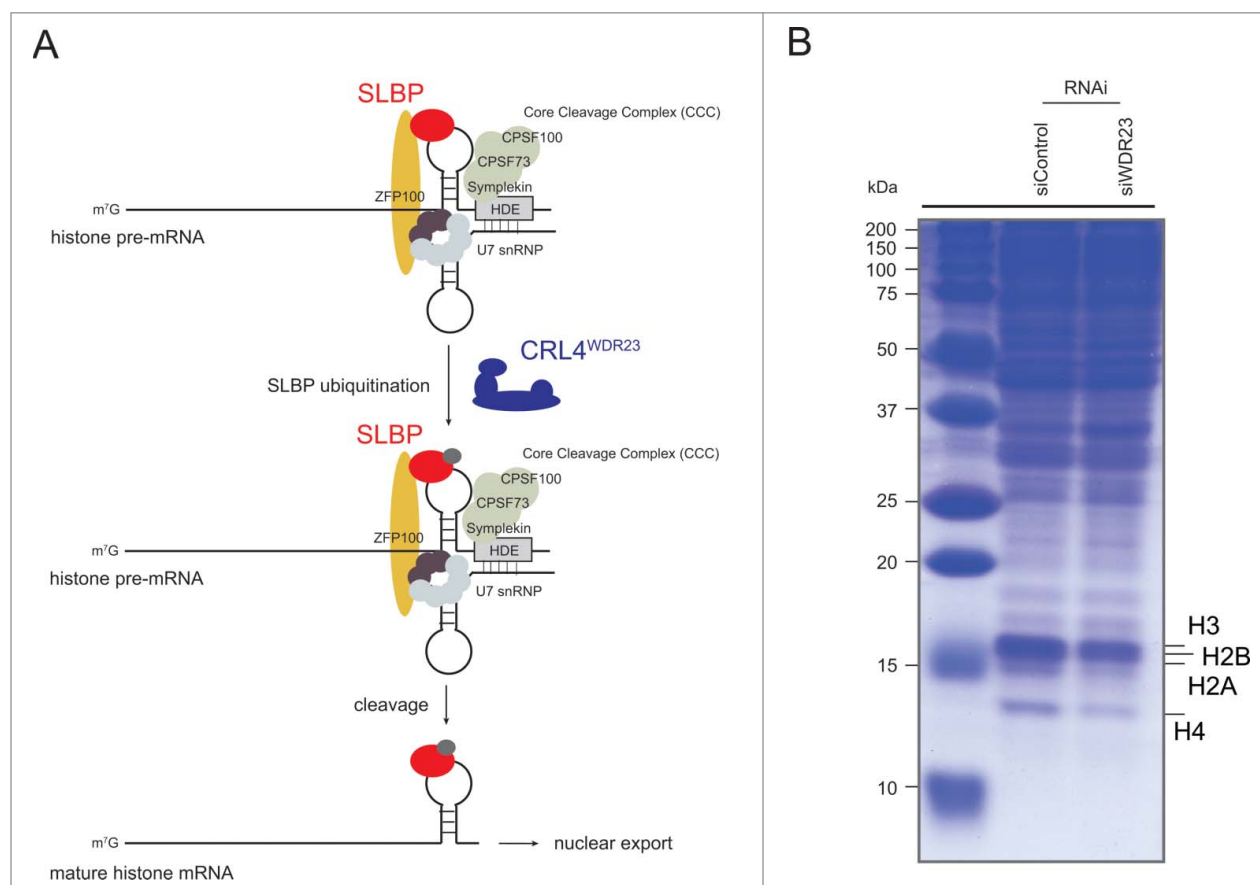 A
SLBP
Core Cleavage Complex (CCC)
CPSF100
CPSF73
Symplekin
ZFP100
HDE
m⁷G
histone pre-mRNA
U7 snRNP
CRL4ᵂᴰᴿ²³
SLBP ubiquitination
SLBP
Core Cleavage Complex (CCC)
CPSF100
CPSF73
Symplekin
ZFP100
HDE
m⁷G
histone pre-mRNA
U7 snRNP
cleavage
m⁷G
nuclear export
mature histone mRNA
B
RNAi
siControl
siWDR23
kDa
200
150
100
75
50
37
25
20
15
10
H3
H2B
H2A
H4